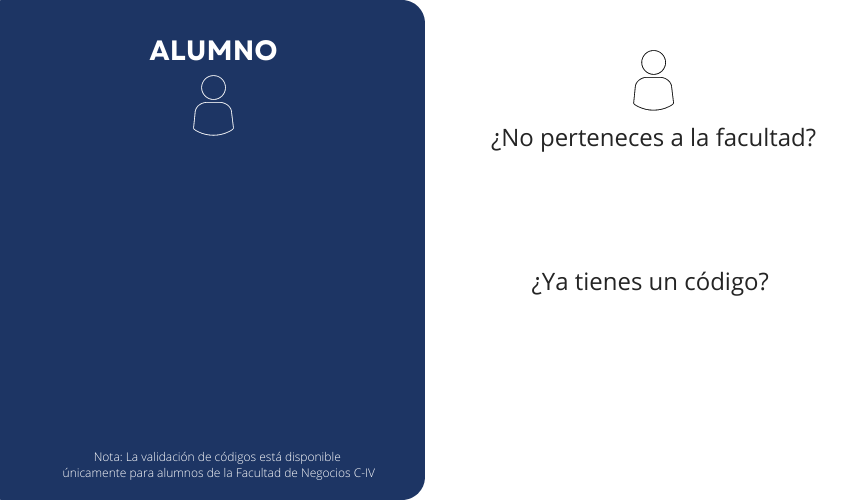 ALUMNO
Nota: La validación de códigos está disponible
únicamente para alumnos de la Facultad de Negocios C-IV
¿No perteneces a la facultad?
¿Ya tienes un código?